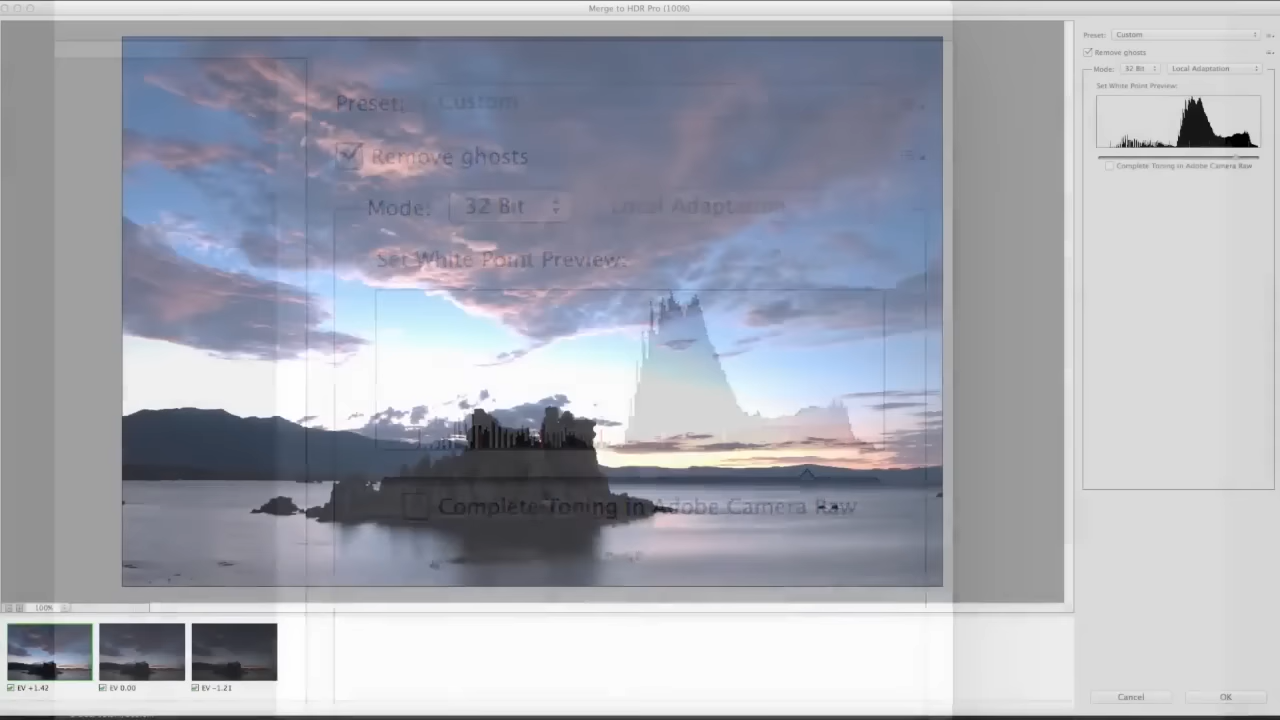 Merge to HDR Pro (100%)
Preset: Custom
Remove ghosts
Mode: 32 Bit Local Adaptation
Set White Point Preview:
Complete Toning in Adobe Camera Raw
Preset: Custom
Remove ghosts
Mode: 32 Bit Local Adaptation
Set White Point Preview:
Complete Toning in Adobe Camera Raw
100%
EV +1.42
EV 0.00
EV -1.21
Cancel
OK